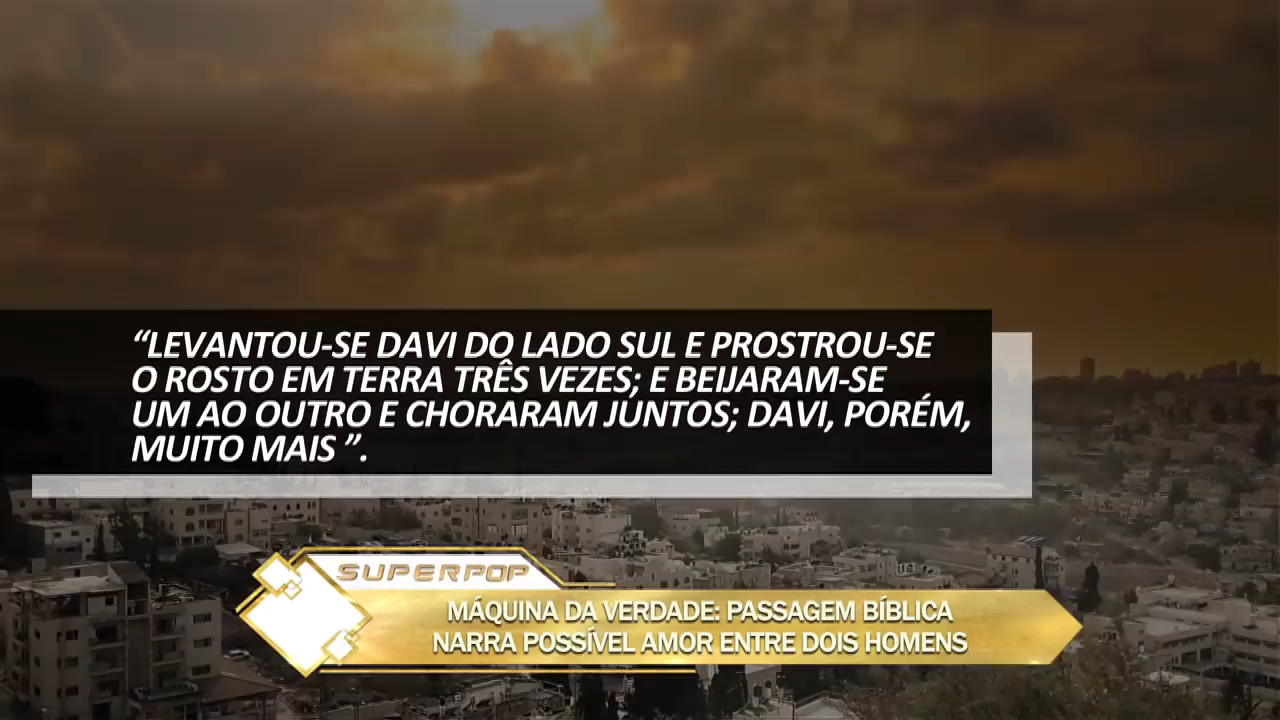 “LEVANTOU-SE DAVI DO LADO SUL E PROSTROU-SE
O ROSTO EM TERRA TRÊS VEZES; E BEIJARAM-SE
UM AO OUTRO E CHORARAM JUNTOS; DAVI, PORÉM,
MUITO MAIS ”.
SUPERPOP
MÁQUINA DA VERDADE: PASSAGEM BÍBLICA
NARRA POSSÍVEL AMOR ENTRE DOIS HOMENS